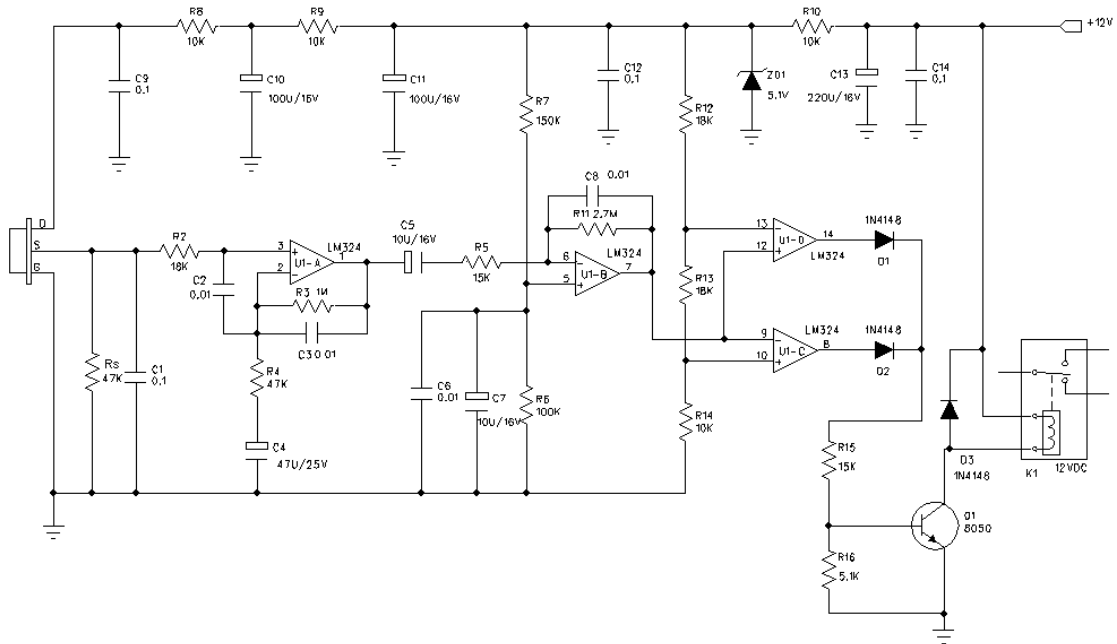 R8
10K
R9
10K
R10
10K
+12V
C9
0.1
C10
100U/16V
C11
100U/16V
C12
0.1
ZD1
5.1V
C13
220U/16V
C14
0.1
R7
150K
R12
18K
D
S
G
R2
18K
C2
0.01
3
+
2
-
U1-A
1
LM324
R3 1M
C3 0.01
C5
10U/16V
R5
15K
C8 0.01
R11 2.7M
LM324
6
-
5
+
U1-B
7
13
-
12
+
U1-D
14
LM324
1N4148
D1
R13
18K
9
-
10
+
U1-C
8
LM324
1N4148
D2
Rs
47K
C1
0.1
R4
47K
C4
47U/25V
C6
0.01
C7
10U/16V
R6
100K
R14
10K
R15
15K
R16
5.1K
Q1
8050
D3
1N4148
K1
12VDC